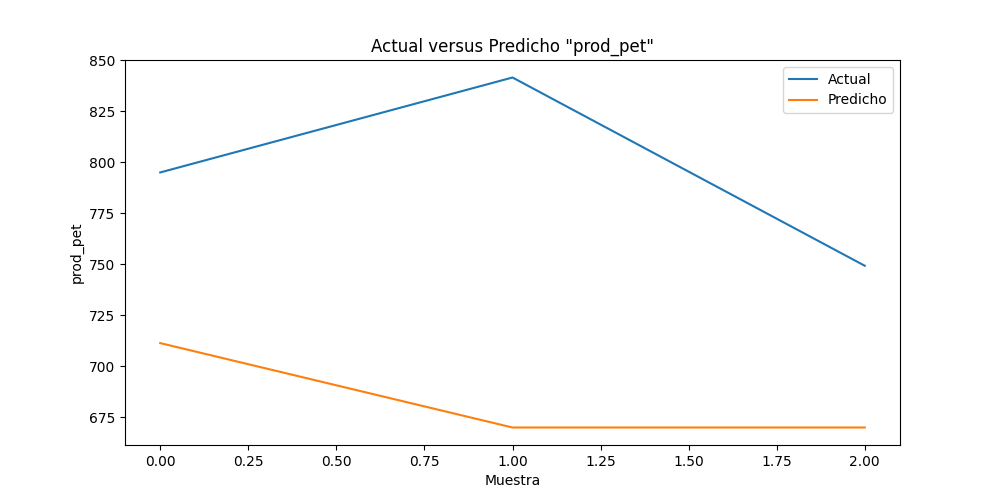 Actual versus Predicho "prod_pet"
Actual
Predicho
prod_pet
850
825
800
775
750
725
700
675
0.00 0.25 0.50 0.75 1.00 1.25 1.50 1.75 2.00
Muestra